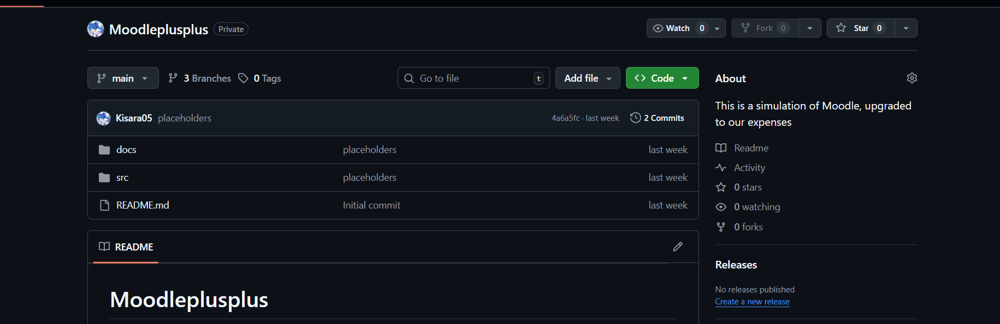 Moodleplusplus Private Watch 0 Fork 0 Star 0
main 3 Branches 0 Tags Go to file t Add file Code
Kisara05 placeholders 4a6a5fc · last week 2 Commits
docs placeholders last week
src placeholders last week
README.md Initial commit last week
README
Moodleplusplus
About
This is a simulation of Moodle, upgraded
to our expenses
Readme
Activity
0 stars
0 watching
0 forks
Releases
No releases published
Create a new release